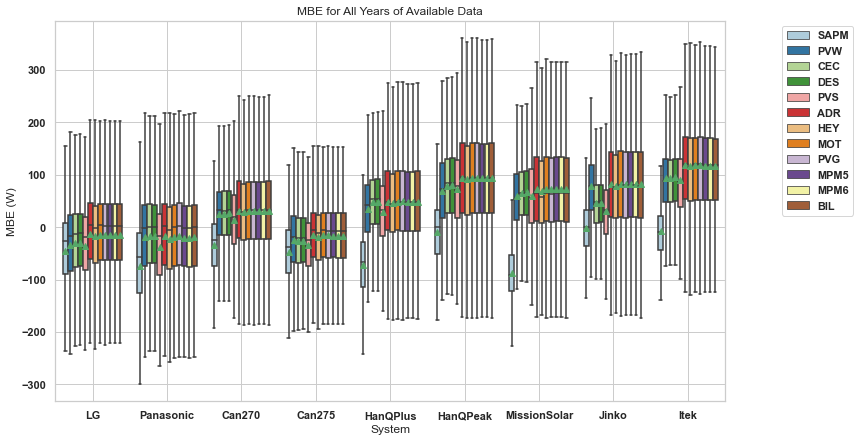 MBE for All Years of Available Data
MBE (W)
300
200
100
0
−100
−200
−300
LG Panasonic Can270 Can275 HanQPlus HanQPeak MissionSolar Jinko Itek
System
SAPM
PVW
CEC
DES
PVS
ADR
HEY
MOT
PVG
MPM5
MPM6
BIL